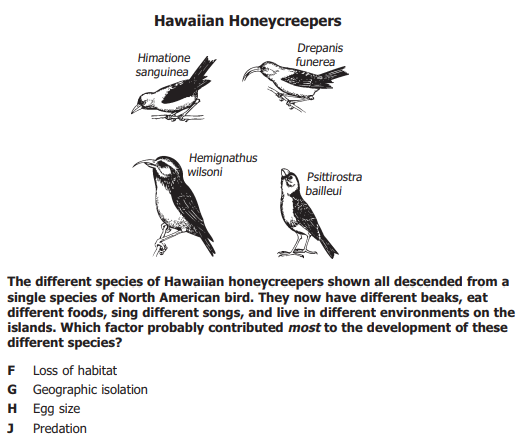 Hawaiian Honeycreepers
Himatione
sanguinea
Drepanis
funerea
Hemignathus
wilsoni
Psittirostra
bailleui
The different species of Hawaiian honeycreepers shown all descended from a
single species of North American bird. They now have different beaks, eat
different foods, sing different songs, and live in different environments on the
islands. Which factor probably contributed most to the development of these
different species?
F Loss of habitat
G Geographic isolation
H Egg size
J Predation